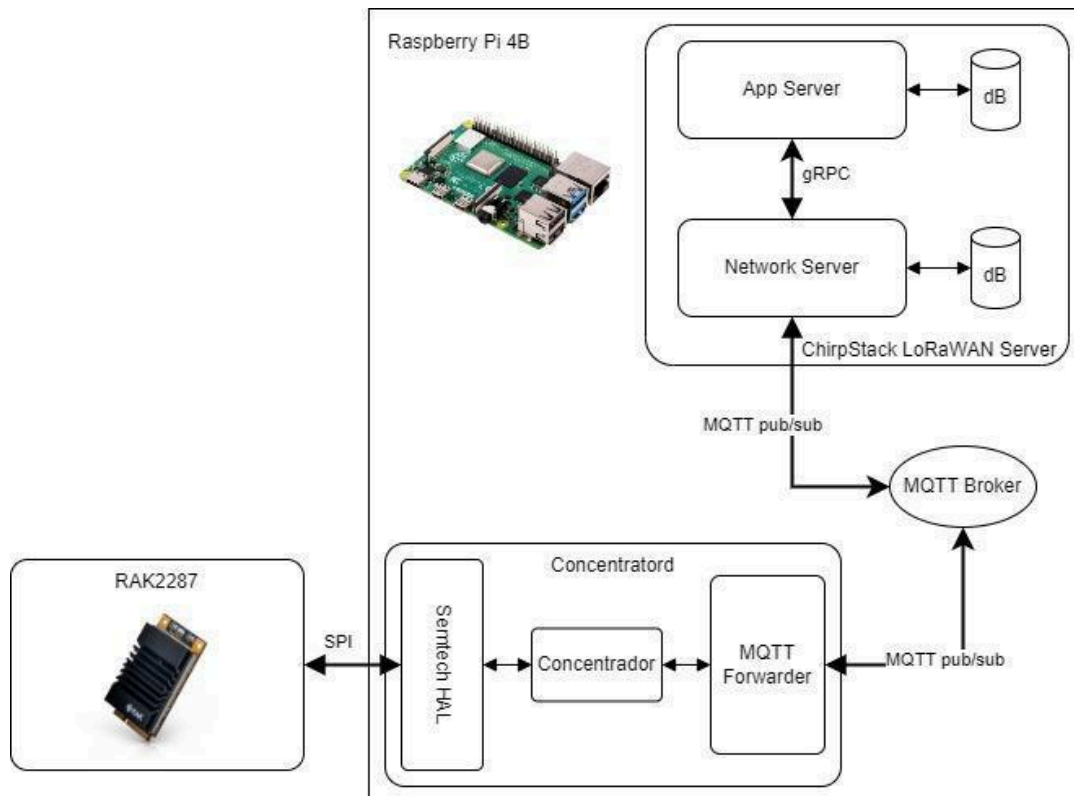 Raspberry Pi 4B
App Server
dB
gRPC
Network Server
dB
ChirpStack LoRaWAN Server
MQTT pub/sub
MQTT Broker
Concentratord
RAK2287
SPI
Semtech HAL
Concentrador
MQTT
Forwarder
MQTT pub/sub